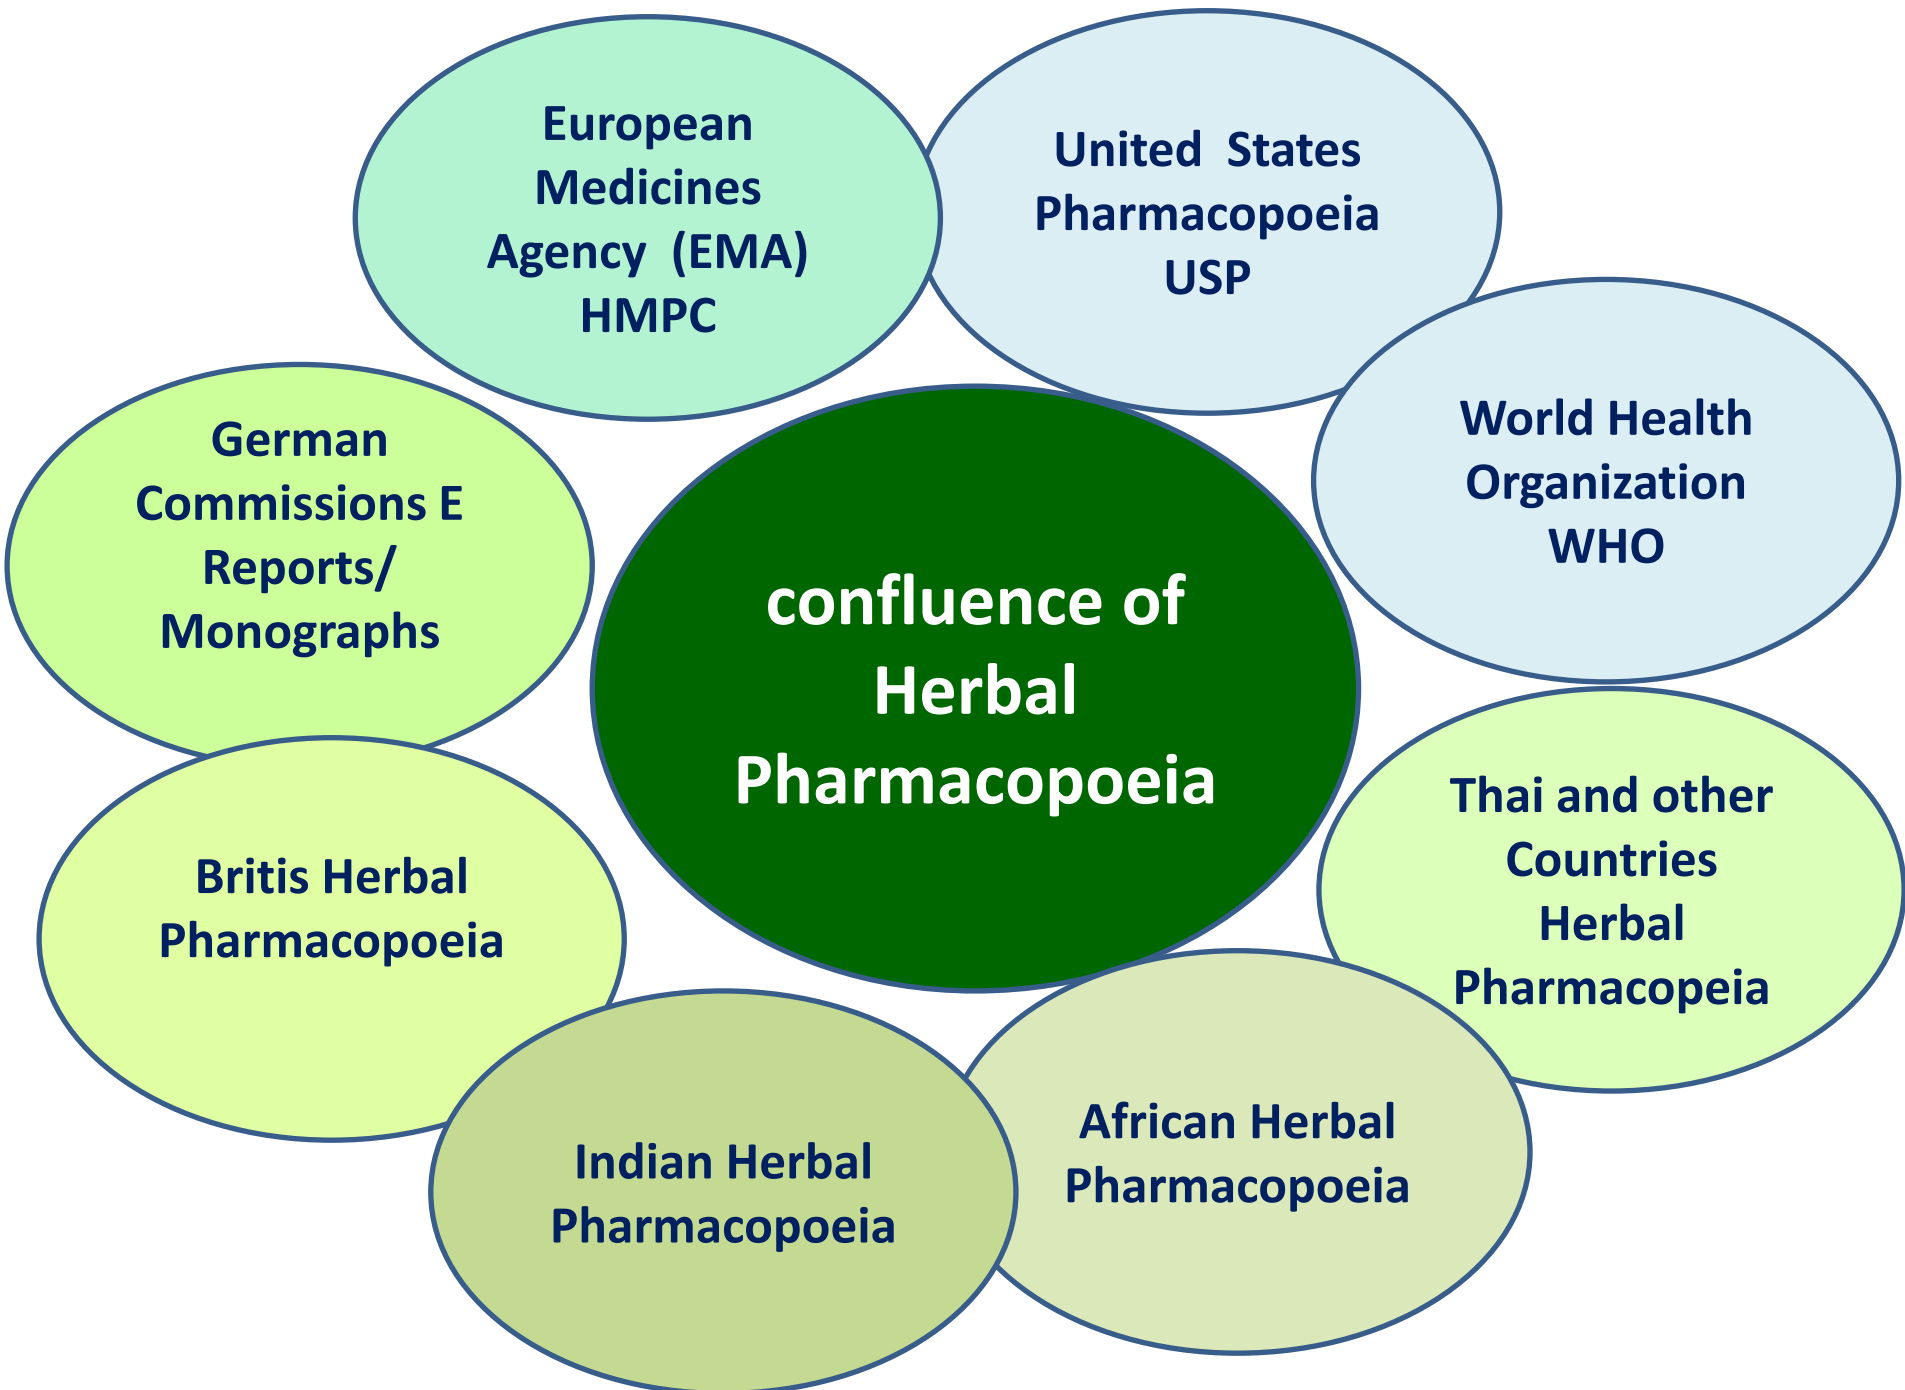 European
Medicines
Agency (EMA)
HMPC
United States
Pharmacopoeia
USP
World Health
Organization
WHO
German
Commissions E
Reports/
Monographs
confluence of
Herbal
Pharmacopoeia
Thai and other
Countries
Herbal
Pharmacopeia
Britis Herbal
Pharmacopoeia
Indian Herbal
Pharmacopoeia
African Herbal
Pharmacopoeia